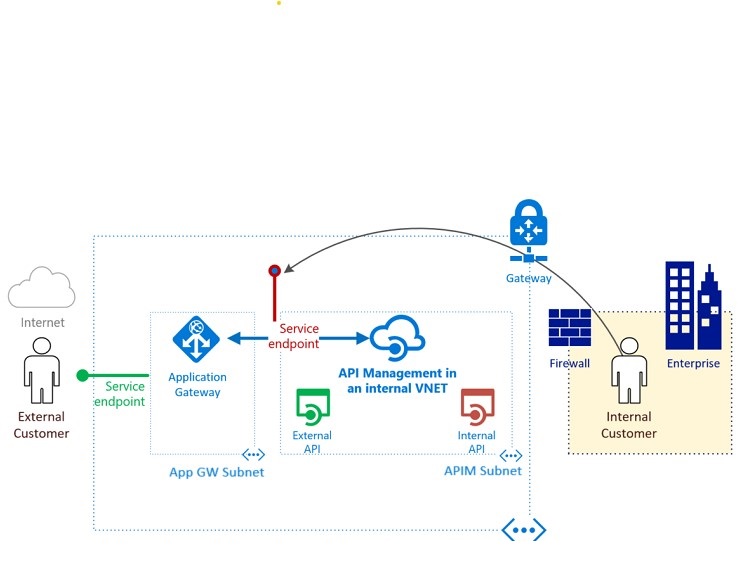 Gateway
Internet
External
Customer
Service
endpoint
Application
Gateway
App GW Subnet
Service
endpoint
API Management in
an internal VNET
External
API
Internal
API
APIM Subnet
Firewall
Enterprise
Internal
Customer